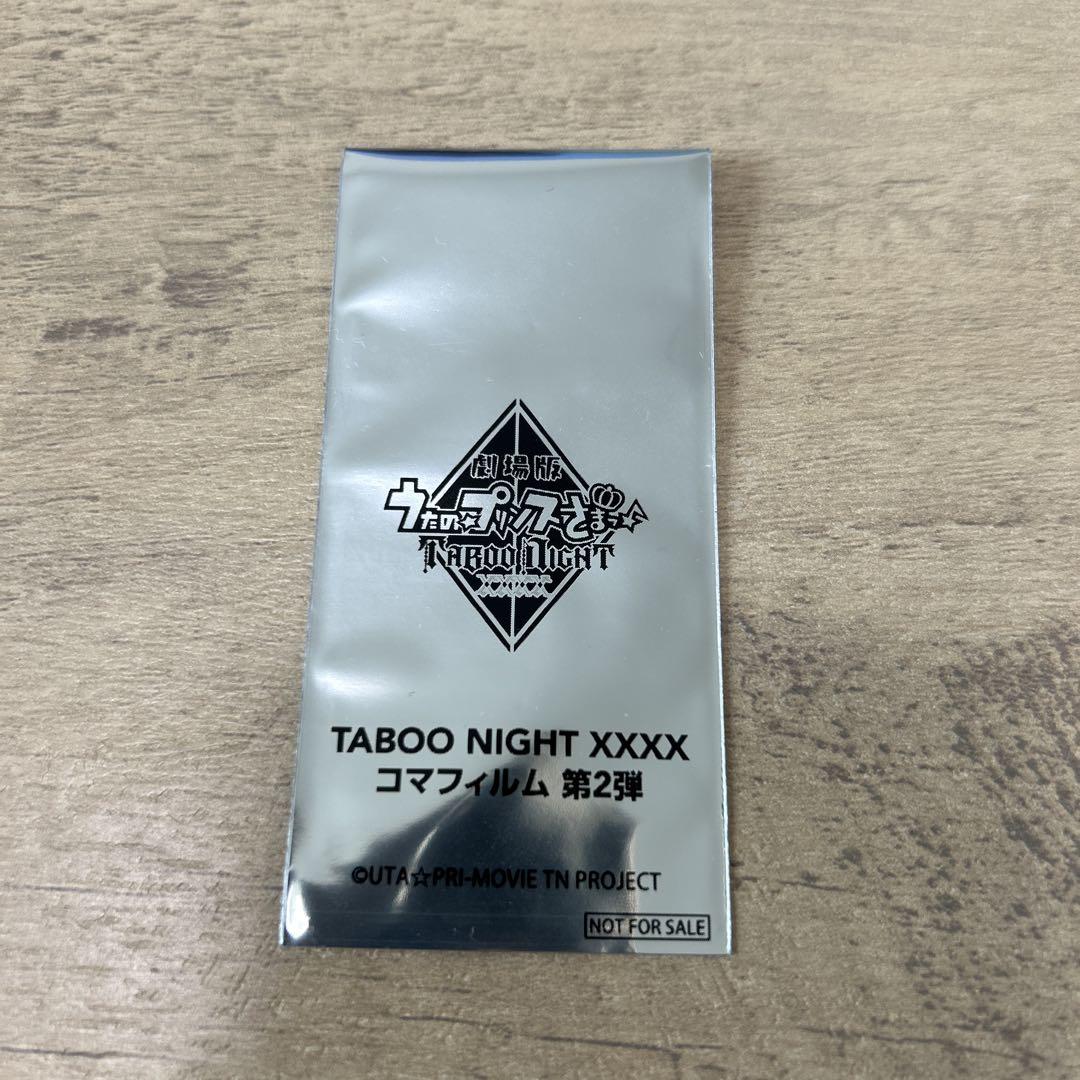 劇場版
うたの☆プリンスさまっ♪
TABOO NIGHT
XXXX
TABOO NIGHT XXXX
コマフィルム 第2弾
©UTA☆PRI-MOVIE TN PROJECT
NOT FOR SALE